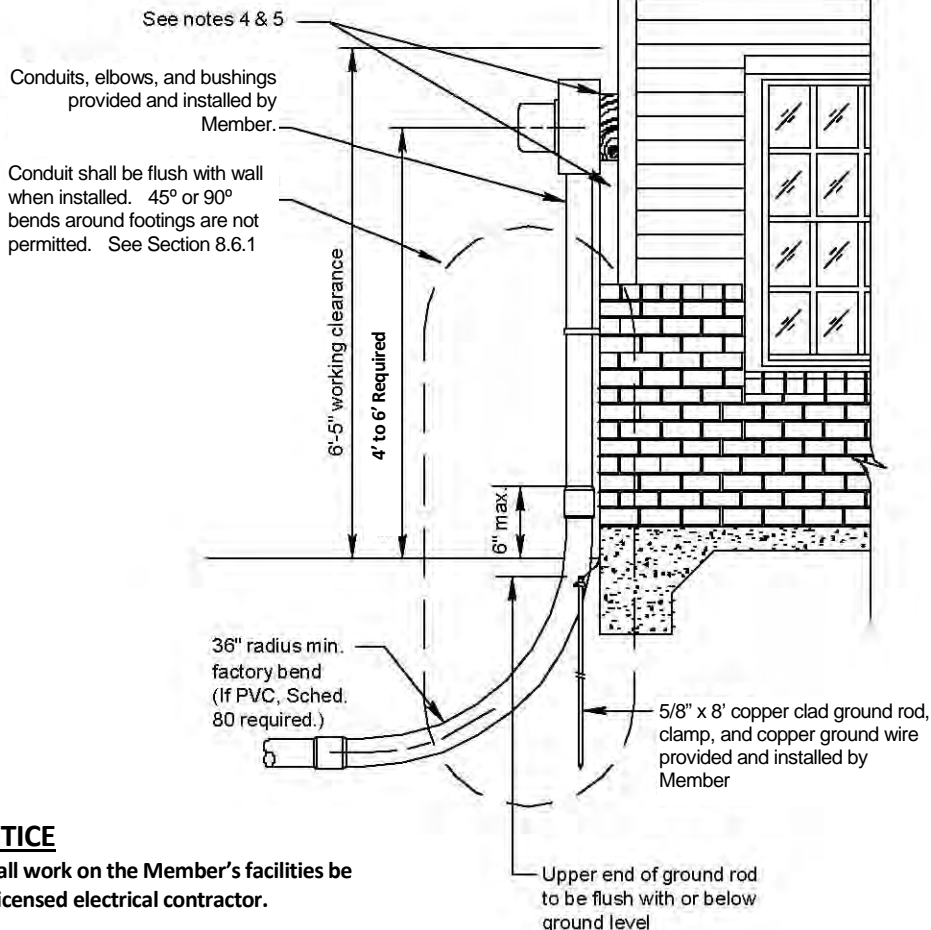 See notes 4 & 5
Conduits, elbows, and bushings
provided and installed by
Member.
Conduit shall be flush with wall
when installed. 45º or 90º
bends around footings are not
permitted. See Section 8.6.1
6'-5" working clearance
4' to 6' Required
6" max.
36" radius min.
factory bend
(If PVC, Sched.
80 required.)
5/8" x 8' copper clad ground rod,
clamp, and copper ground wire
provided and installed by
Member
Upper end of ground rod
to be flush with or below
ground level
TICE
all work on the Member's facilities be
icensed electrical contractor.